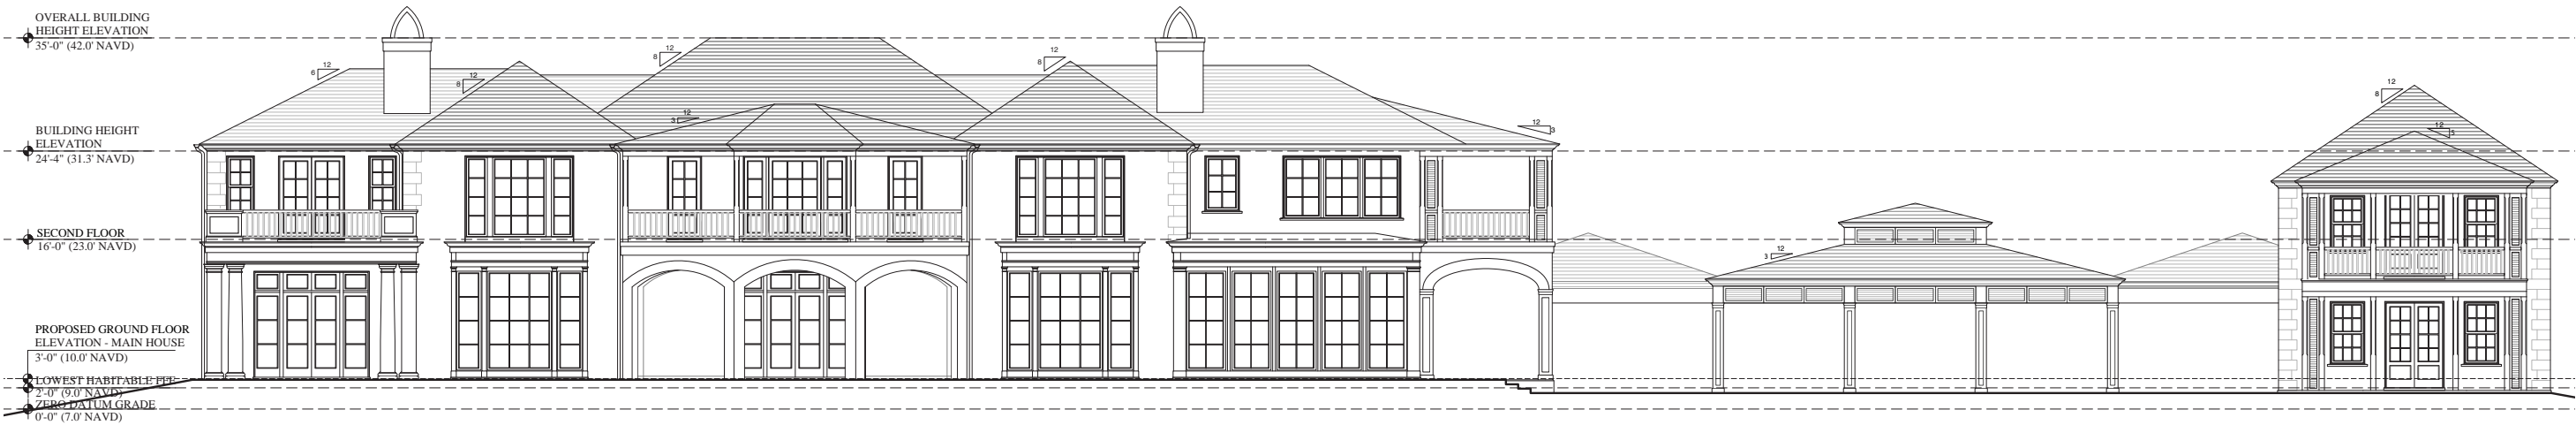 OVERALL BUILDING
HEIGHT ELEVATION
35'-0" (42.0' NAVD)
BUILDING HEIGHT
ELEVATION
24'-4" (31.3' NAVD)
SECOND FLOOR
16'-0" (23.0' NAVD)
PROPOSED GROUND FLOOR
ELEVATION - MAIN HOUSE
3'-0" (10.0' NAVD)
LOWEST HABITABLE FFE
2'-0" (9.0' NAVD)
ZERO DATUM GRADE
0'-0" (7.0' NAVD)
12
6
12
8
12
8
12
3
12
8
12
3
12
3
12
8
12
5